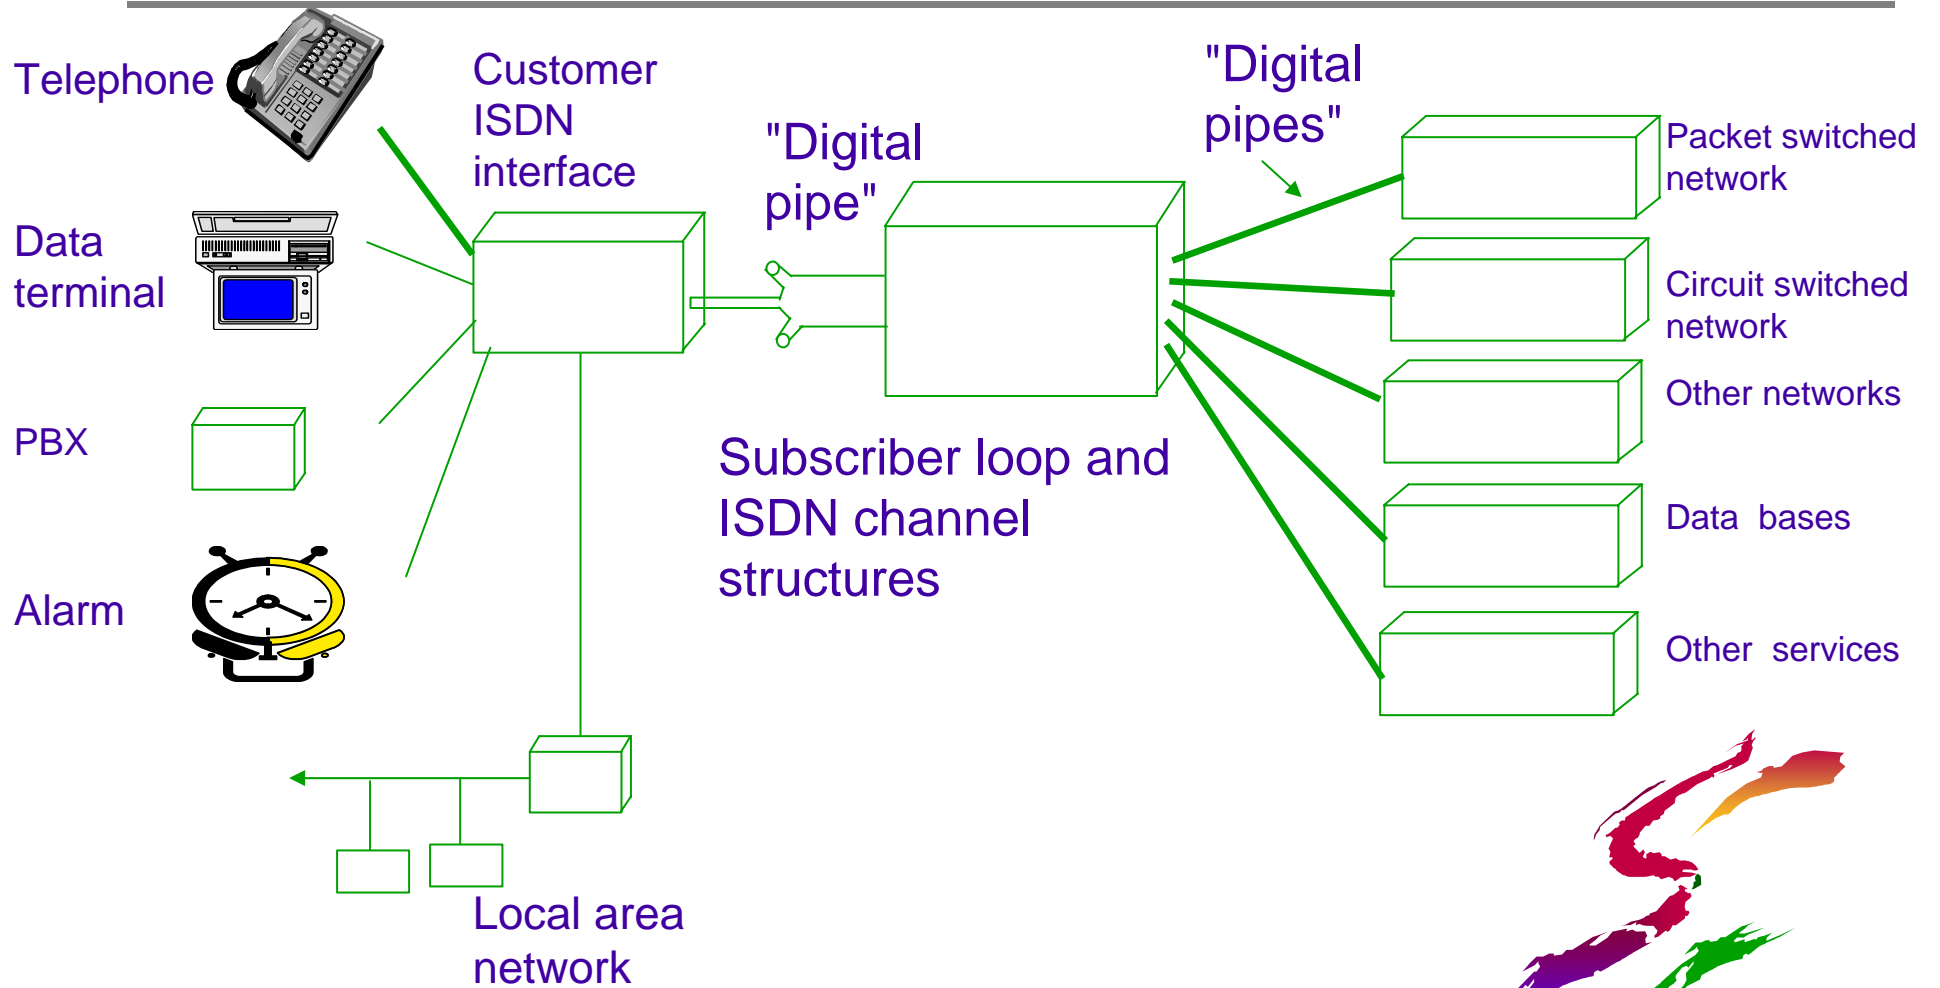 Telephone
Customer
ISDN
interface
"Digital
pipe"
"Digital
pipes"
Packet switched
network
Data
terminal
Circuit switched
network
Other networks
PBX
Subscriber loop and
ISDN channel
structures
Data bases
Alarm
Other services
Local area
network